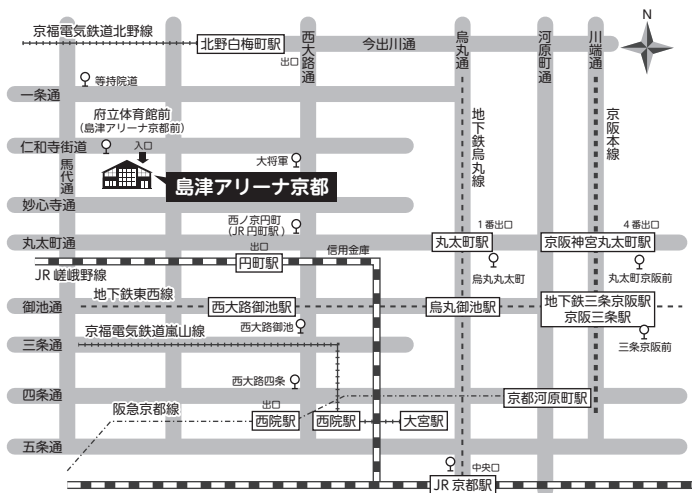 京福電気鉄道北野線
北野白梅町駅
出口
西大路通
今出川通
烏丸通
河原町通
川端通
N
等持院道
一条通
府立体育館前
(島津アリーナ京都前)
仁和寺街道
入口
馬代通
大将軍
島津アリーナ京都
地下鉄烏丸線
京阪本線
妙心寺通
西ノ京円町
(JR円町駅)
丸太町通
出口
信用金庫
円町駅
JR嵯峨野線
1番出口
丸太町駅
烏丸丸太町
4番出口
京阪神宮丸太町駅
丸太町京阪前
地下鉄東西線
御池通
西大路御池駅
烏丸御池駅
地下鉄三条京阪駅
京阪三条駅
京福電気鉄道嵐山線
西大路御池
三条通
三条京阪前
西大路四条
四条通
京都河原町駅
阪急京都線
出口
西院駅
西院駅
大宮駅
五条通
中央口
JR京都駅